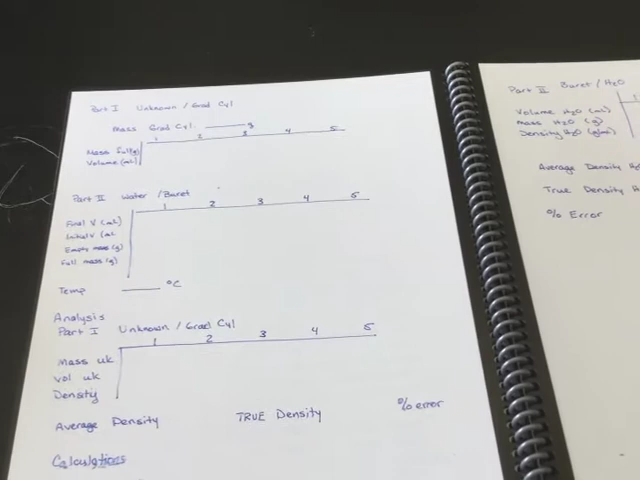 Part I Unknown / Grad Cyl
Mass Grad Cyl. ______ g
1 2 3 4 5
Mass full(g)
Volume (mL)
Part II Water / Buret
1 2 3 4 5
Final V (mL)
Initial V (mL
Empty mass (g)
Full mass (g)
Temp ______ °C
Analysis
Part I Unknown / Grad Cyl
1 2 3 4 5
Mass uk
Vol uk
Density
Average Density TRUE Density % error
Calculations
Part II Buret / H2O
1
Volume H2O (mL)
Mass H2O (g)
Density H2O (g/mL)
Average Density
True Density
% Error